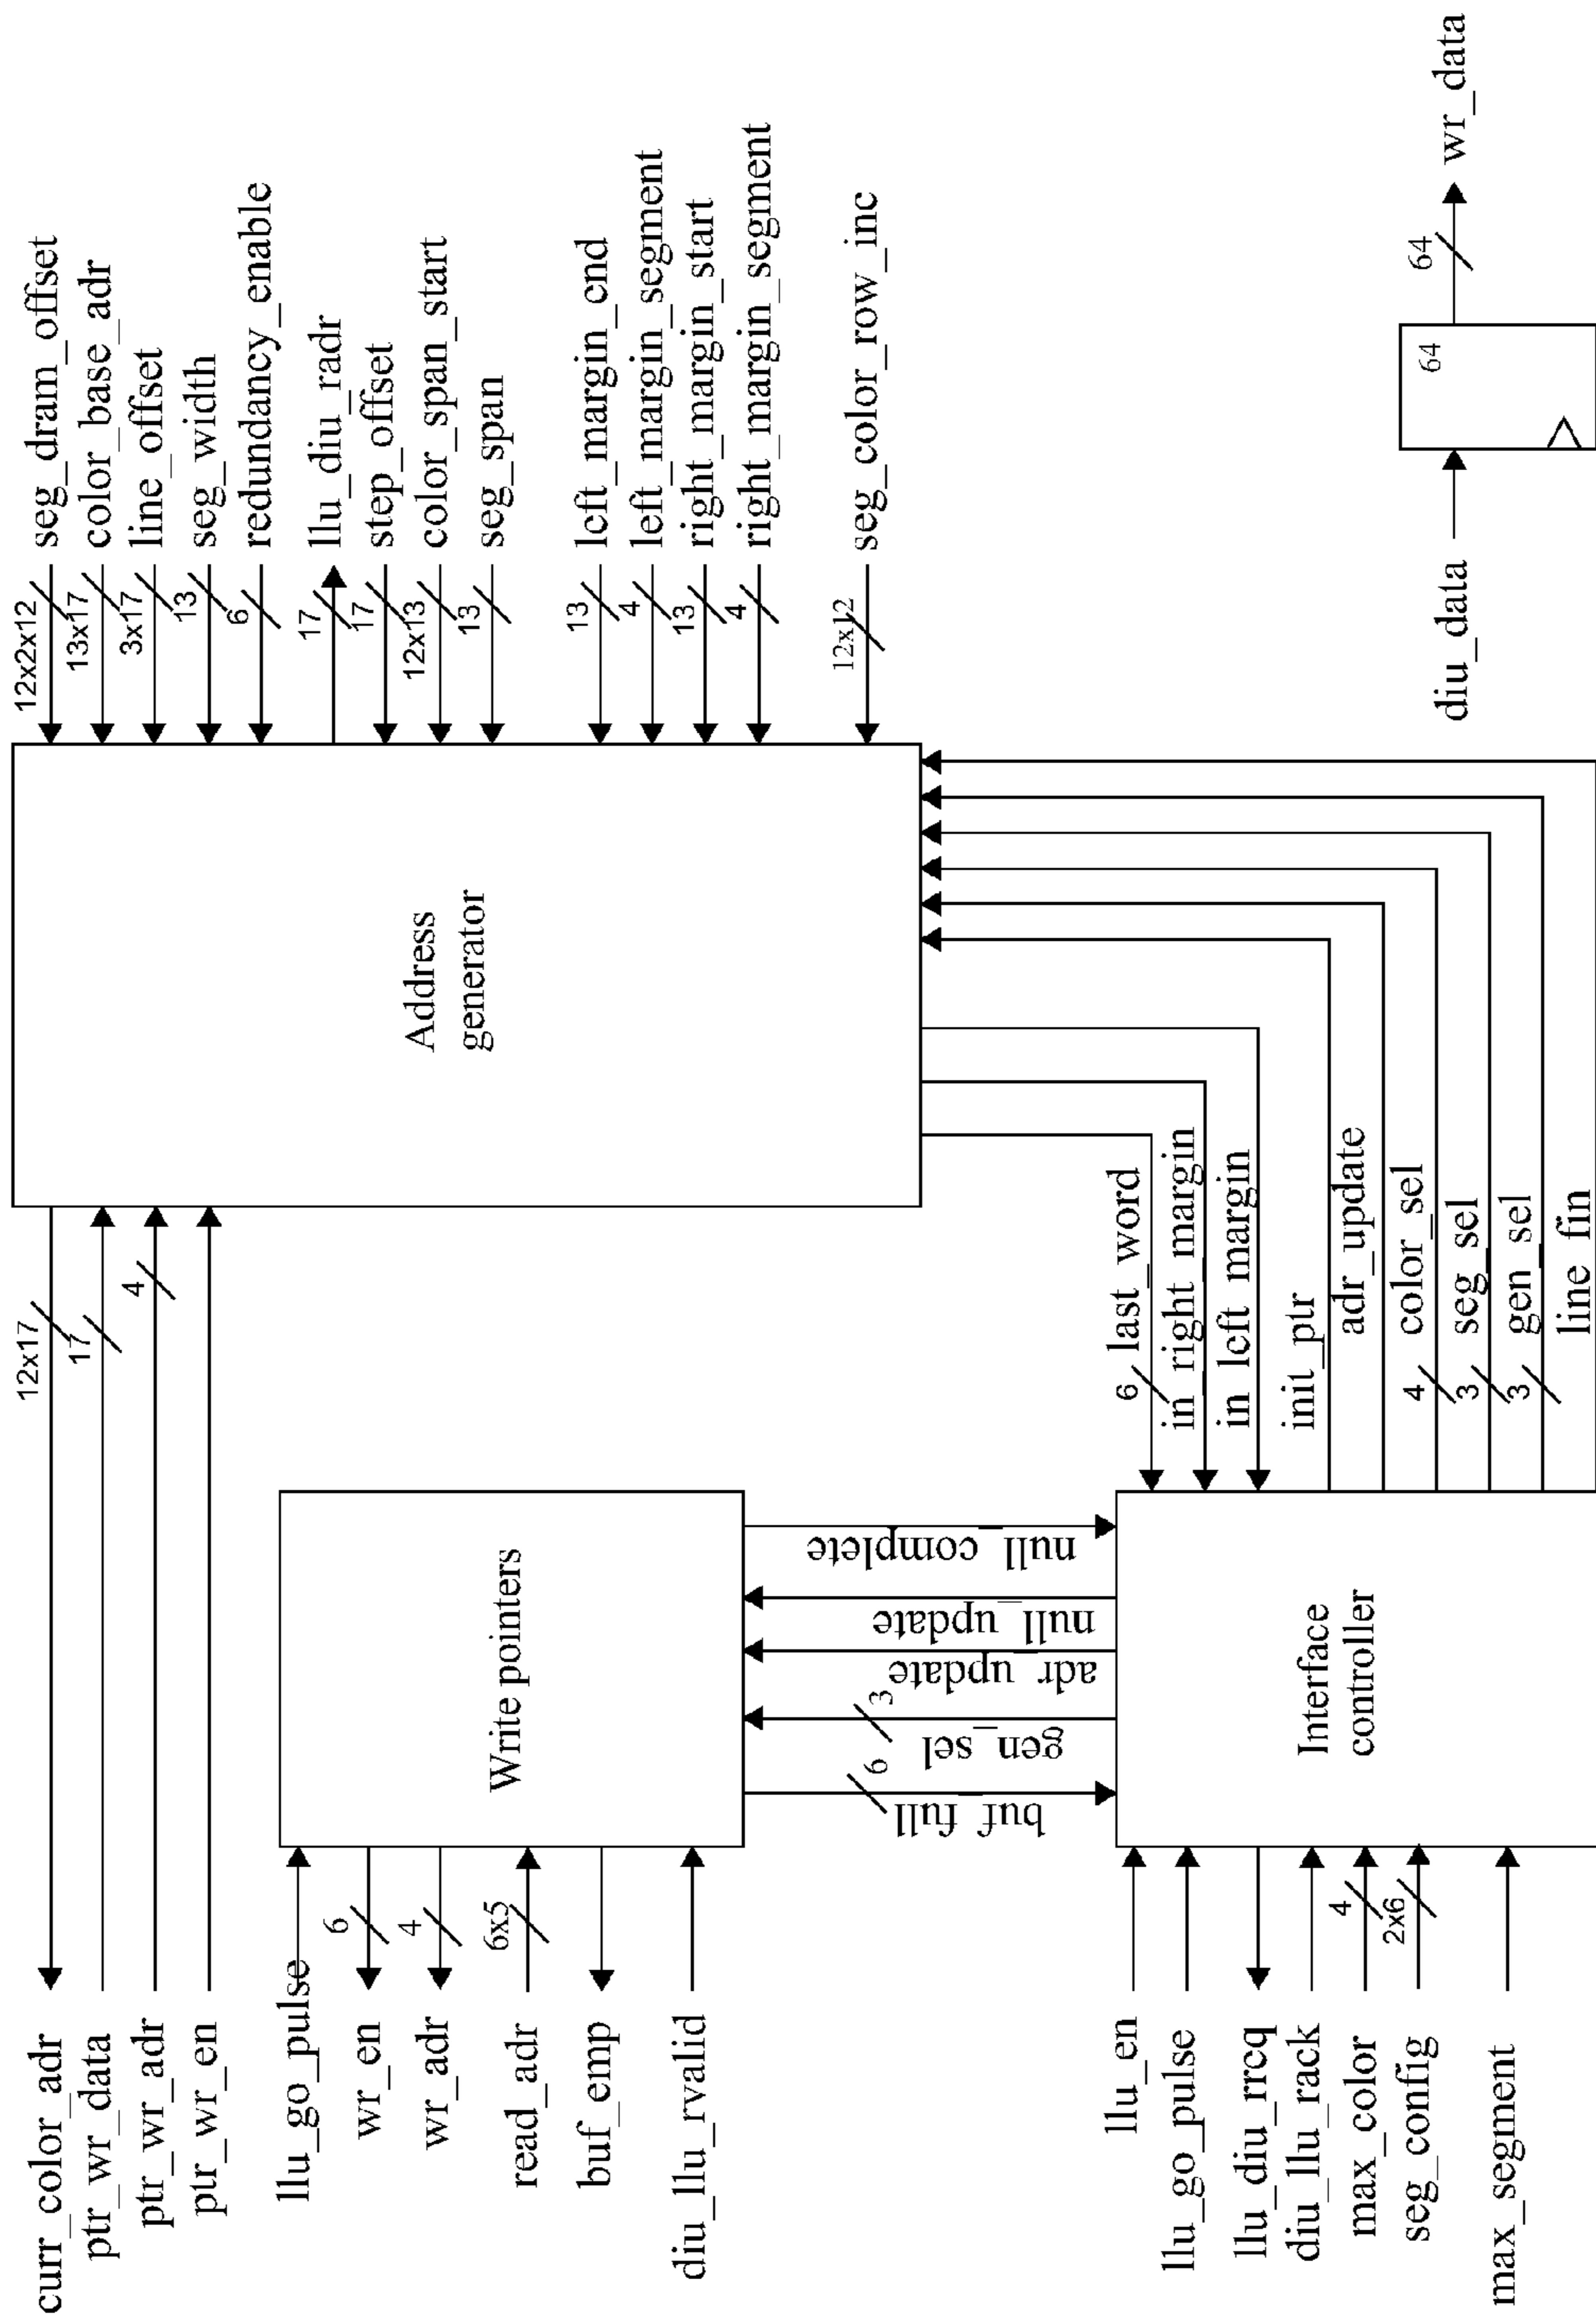 curr_color_adr
12x17
ptr_wr_data
17
ptr_wr_adr
4
ptr_wr_en
llu_go_pulse
wr_en
6
wr_adr
4
read_adr
6x5
buf_emp
diu_llu_rvalid
Write pointers
buf_full
6
gen_sel
3
adr_update
null_update
null_complete
llu_en
llu_go_pulse
llu_diu_rreq
diu_llu_rack
max_color
4
seg_config
2x6
max_segment
Interface
controller
6
last_word
in_right_margin
in_left_margin
init_ptr
adr_update
4
color_sel
3
seg_sel
3
gen_sel
line_fin
Address
generator
12x2x12
seg_dram_offset
13x17
color_base_adr
3x17
line_offset
13
seg_width
6
redundancy_enable
17
llu_diu_radr
17
step_offset
12x13
color_span_start
13
seg_span
13
left_margin_end
4
left_margin_segment
13
right_margin_start
4
right_margin_segment
12x12
seg_color_row_inc
diu_data
64
64
wr_data